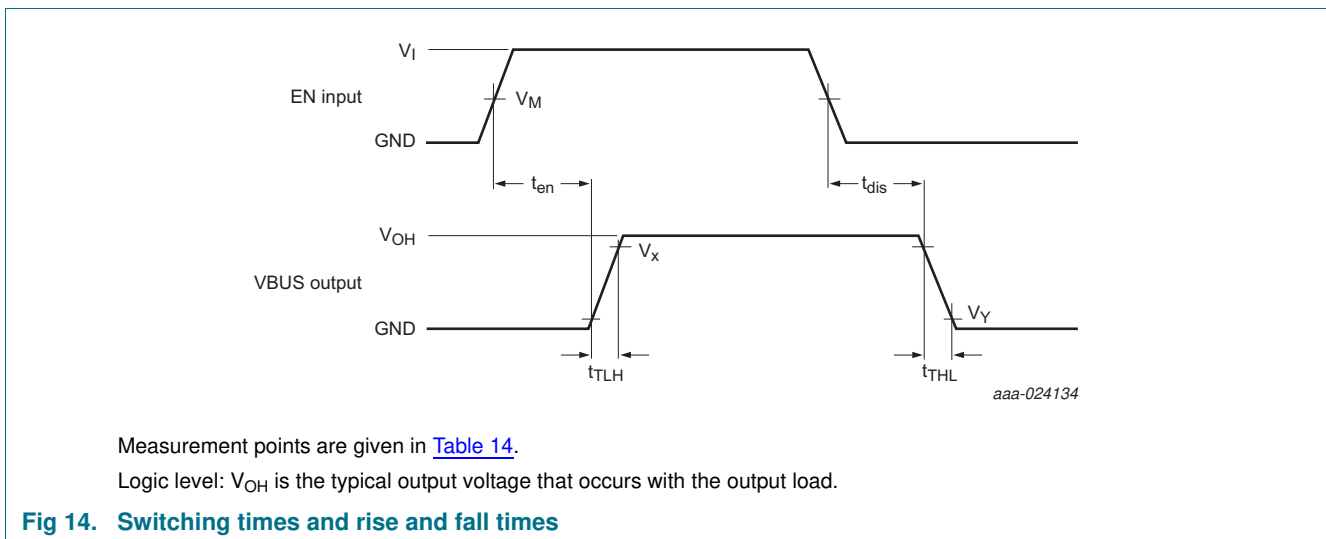 V_I
EN input
V_M
GND
t_en
t_dis
V_OH
V_x
VBUS output
V_Y
GND
t_TLH
t_THL
aaa-024134
Measurement points are given in Table 14.
Logic level: V_OH is the typical output voltage that occurs with the output load.
Fig 14. Switching times and rise and fall times